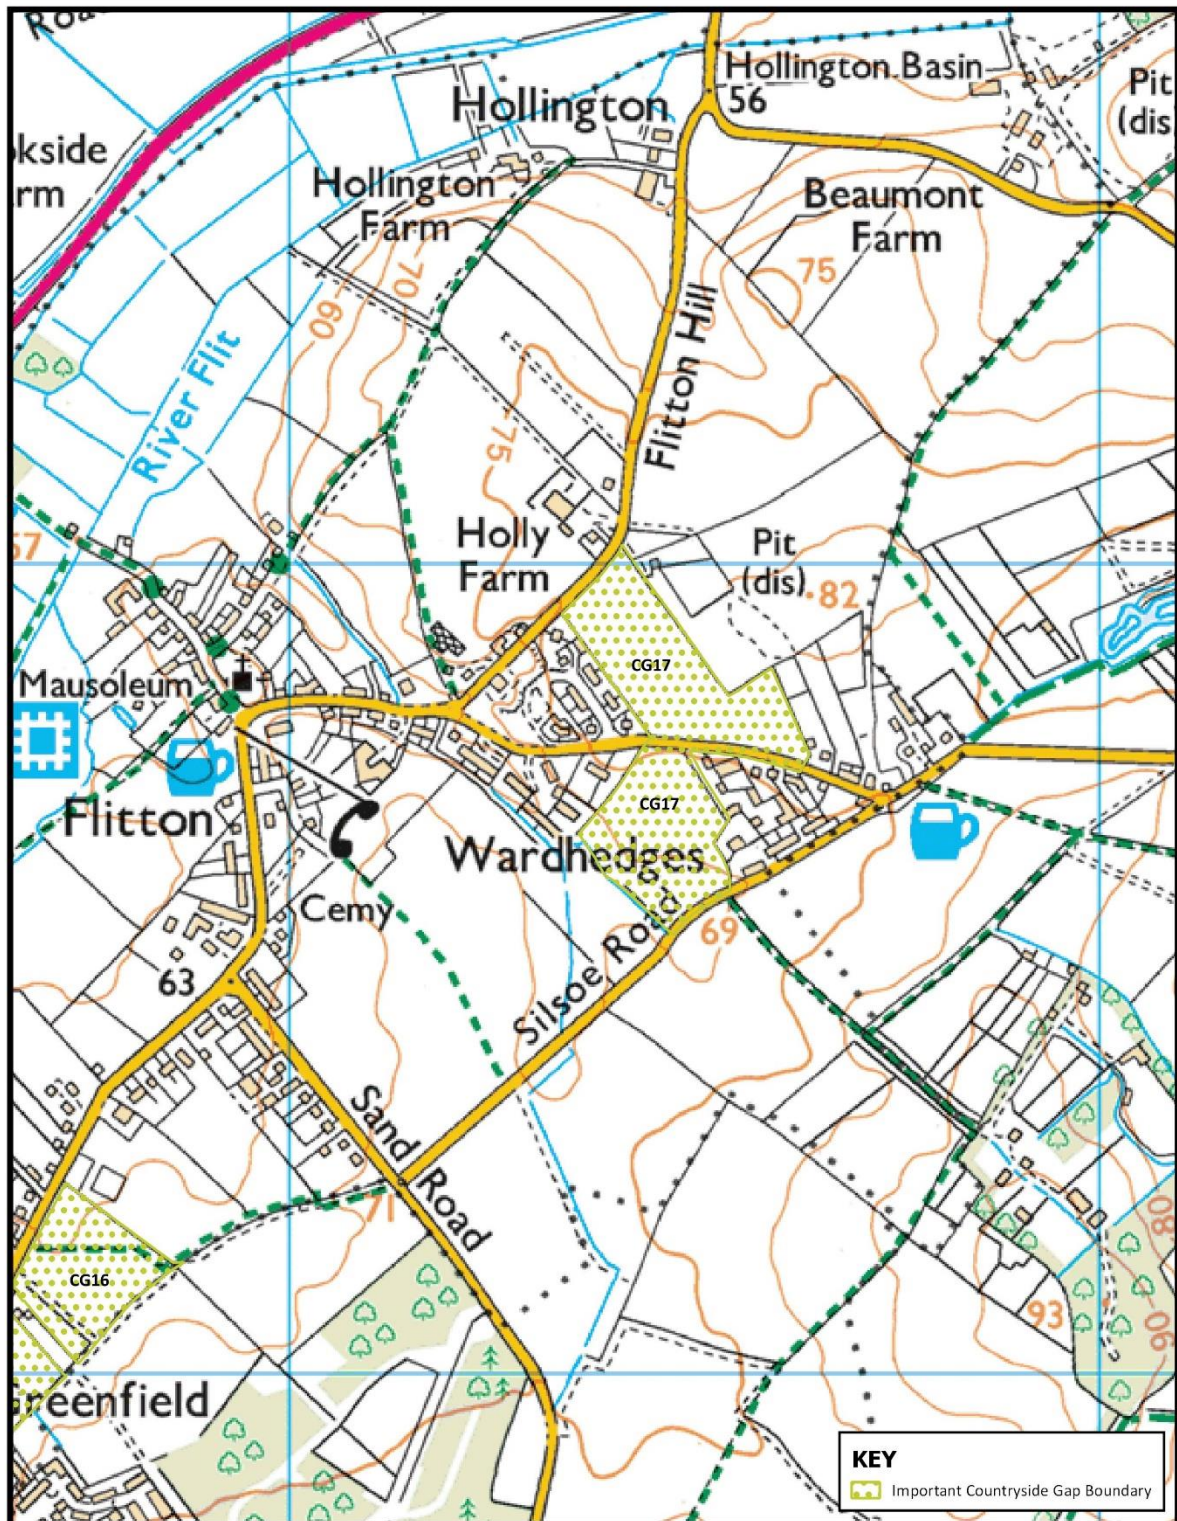 Hollington Basin
56
Hollington
Pit
(dis
kside
rm
Hollington
Farm
Beaumont
Farm
75
70
60
Flitton Hill
River Flit
75
Holly
Farm
Pit
(dis)
82
57
CG17
Mausoleum
CG17
Flitton
Wardhedges
Cemy
69
63
Silsoe Road
Sand Road
71
CG16
80
93
90
reenfield
KEY
Important Countryside Gap Boundary